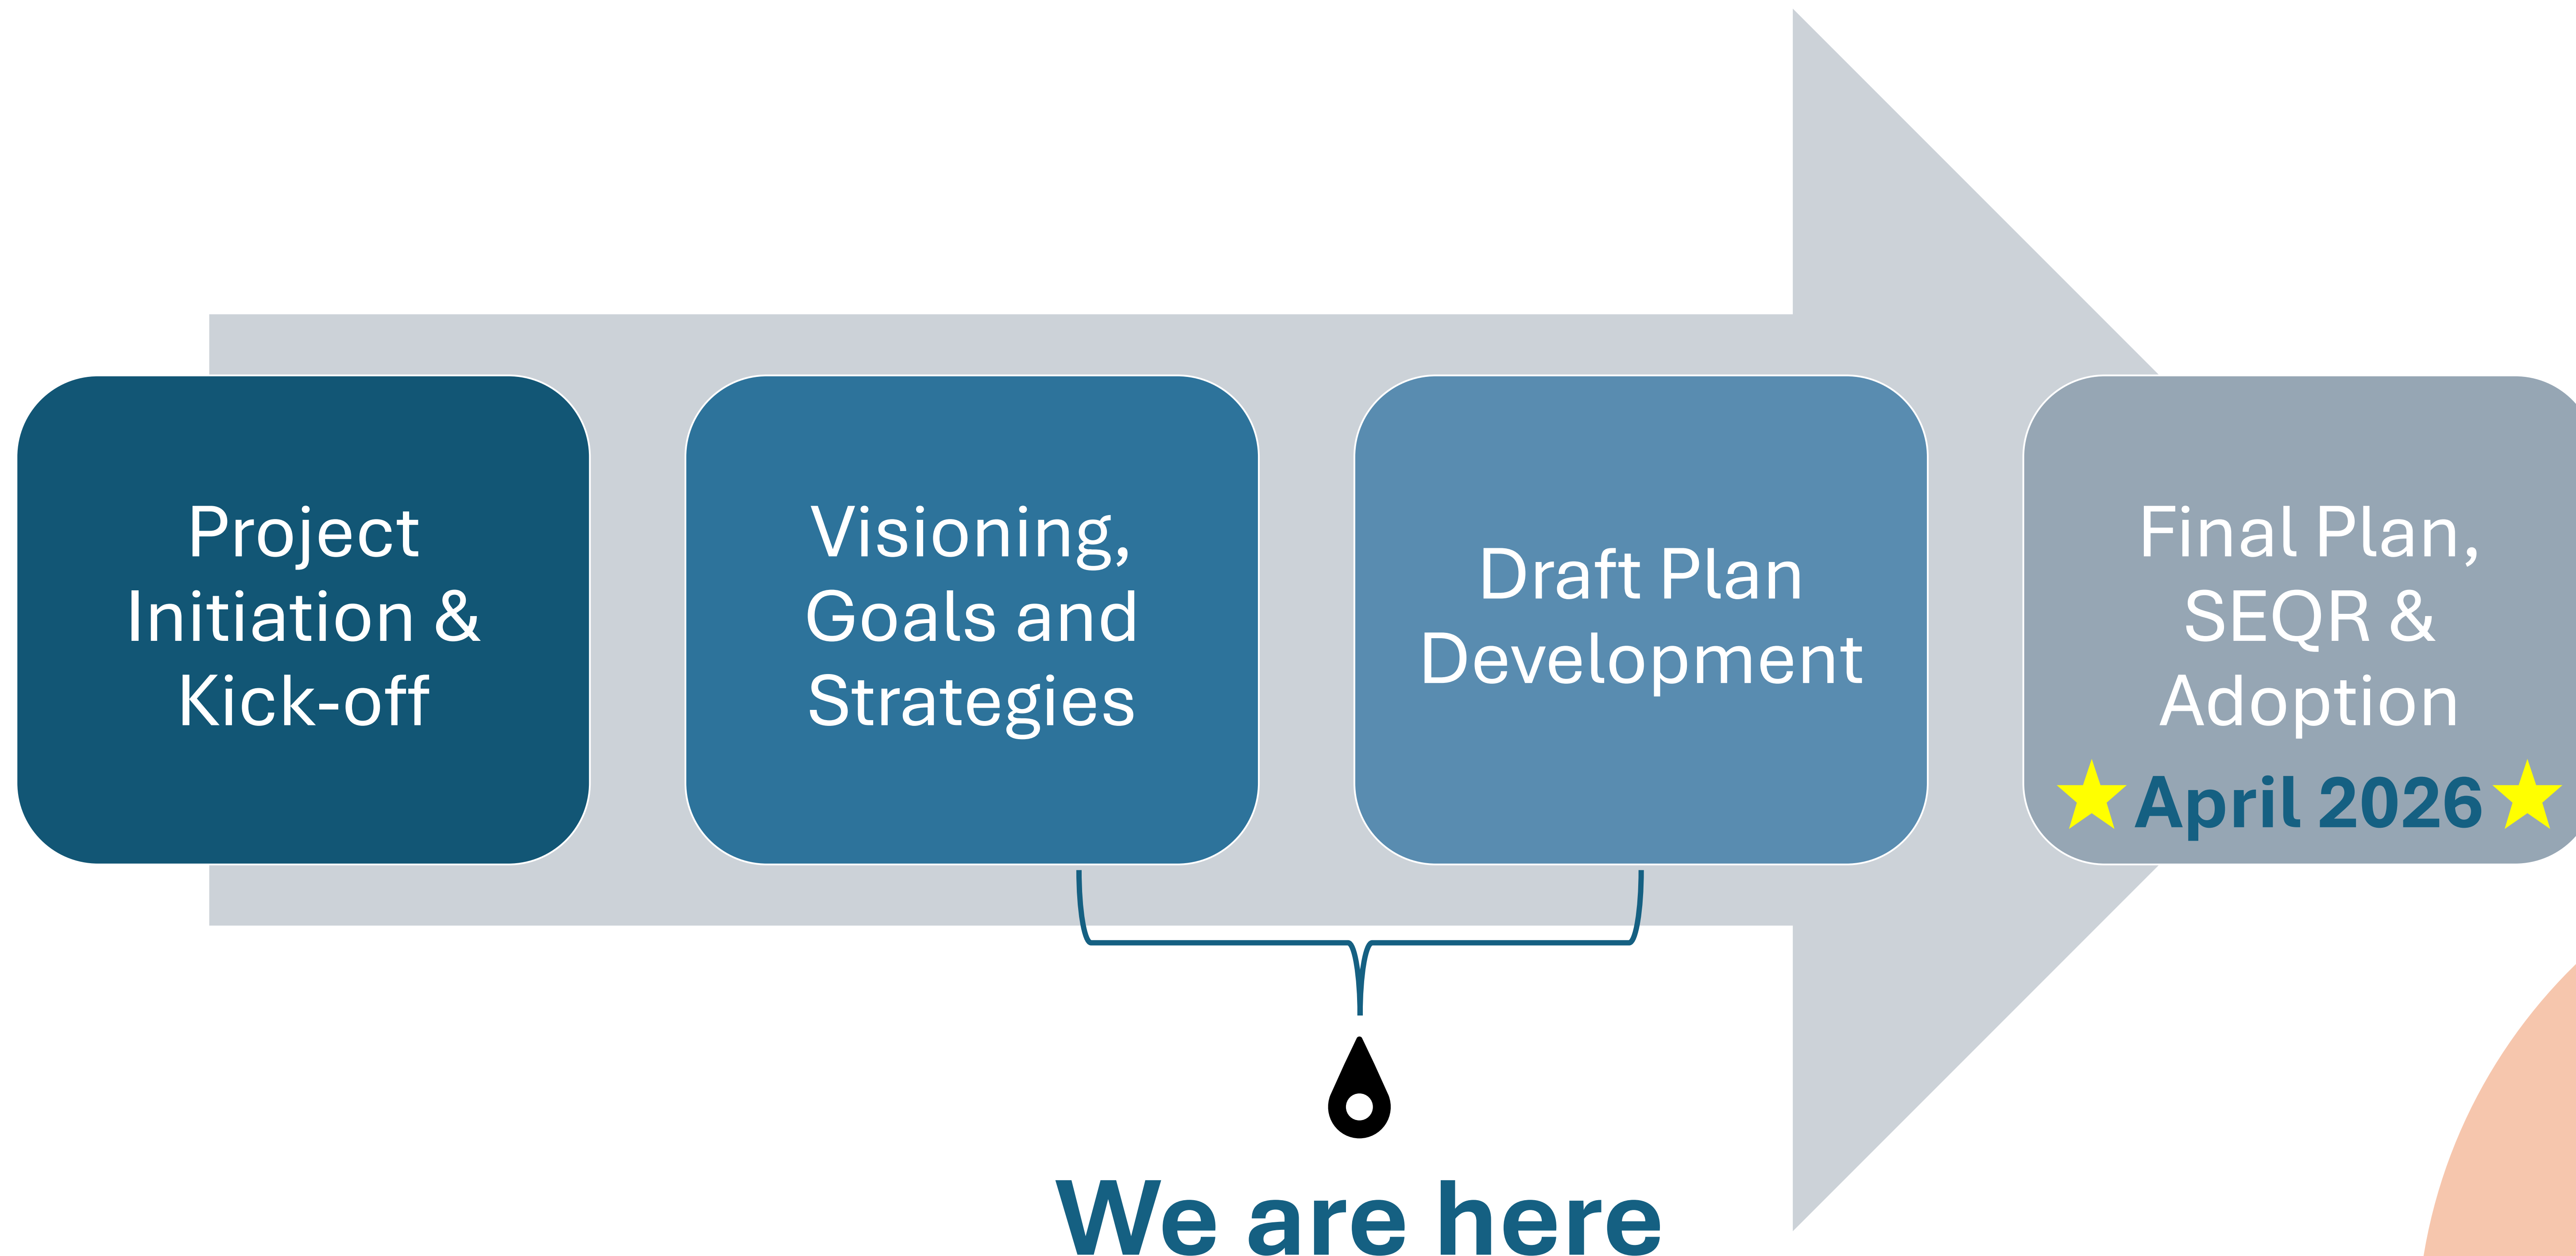 Project
Initiation &
Kick-off
Visioning,
Goals and
Strategies
Draft Plan
Development
Final Plan,
SEQR &
Adoption
April 2026
We are here